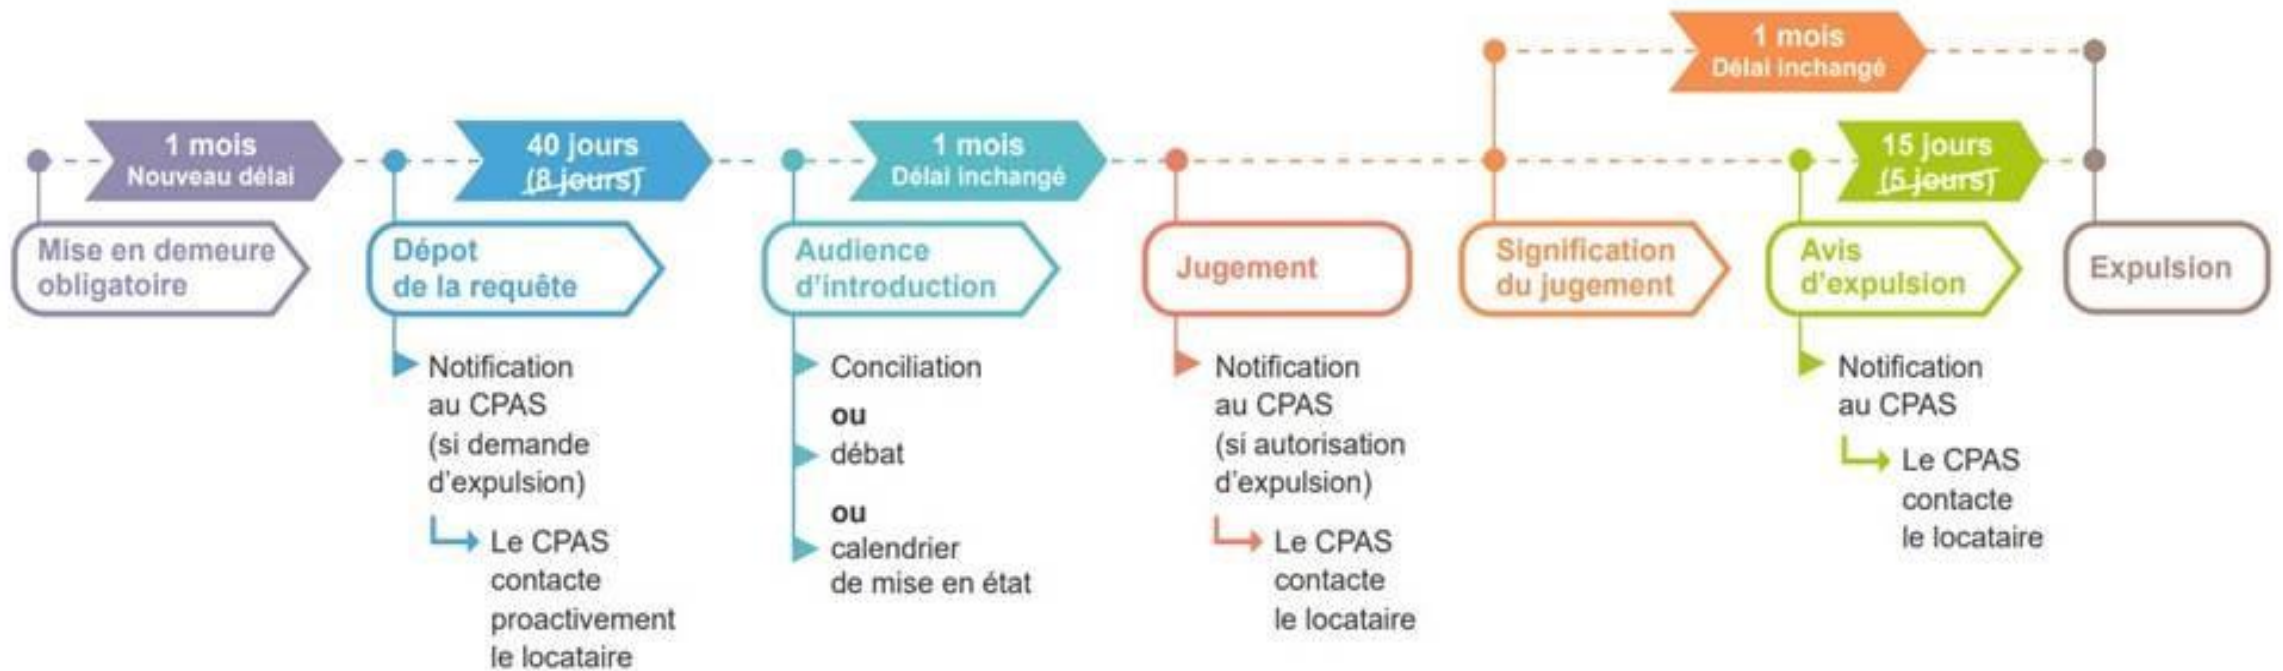 1 mois
Délai inchangé
1 mois
Nouveau délai
40 jours
(8 jours)
1 mois
Délai inchangé
15 jours
(5 jours)
Mise en demeure
obligatoire
Dépot
de la requête
Audience
d'introduction
Jugement
Signification
du jugement
Avis
d'expulsion
Expulsion
Notification
au CPAS
(si demande
d'expulsion)
Le CPAS
contacte
proactivement
le locataire
Conciliation
ou
débat
ou
calendrier
de mise en état
Notification
au CPAS
(si autorisation
d'expulsion)
Le CPAS
contacte
le locataire
Notification
au CPAS
Le CPAS
contacte
le locataire